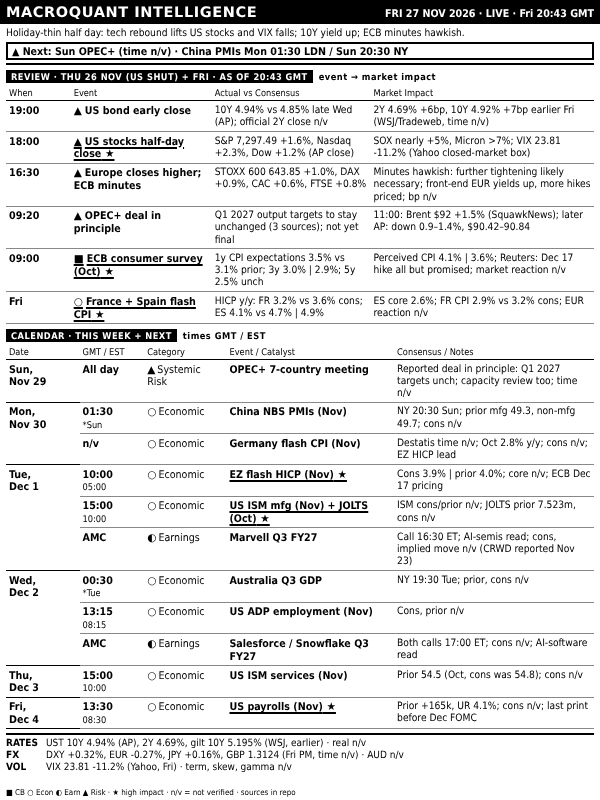 MACROQUANT INTELLIGENCE
FRI 27 NOV 2026 · LIVE · Fri 20:43 GMT
Holiday-thin half day: tech rebound lifts US stocks and VIX falls; 10Y yield up; ECB minutes hawkish.
▲ Next: Sun OPEC+ (time n/v) · China PMIs Mon 01:30 LDN / Sun 20:30 NY
REVIEW · THU 26 NOV (US SHUT) + FRI · AS OF 20:43 GMT event → market impact
When Event Actual vs Consensus Market Impact
19:00 ▲ US bond early close
10Y 4.94% vs 4.85% late Wed
(AP); official 2Y close n/v
2Y 4.69% +6bp, 10Y 4.92% +7bp earlier Fri
(WSJ/Tradeweb, time n/v)
18:00 ▲ US stocks half-day
close ★
S&P 7,297.49 +1.6%, Nasdaq
+2.3%, Dow +1.2% (AP close)
SOX nearly +5%, Micron >7%; VIX 23.81
-11.2% (Yahoo closed-market box)
16:30 ▲ Europe closes higher;
ECB minutes
STOXX 600 643.85 +1.0%, DAX
+0.9%, CAC +0.6%, FTSE +0.8%
Minutes hawkish: further tightening likely
necessary; front-end EUR yields up, more hikes
priced; bp n/v
09:20 ▲ OPEC+ deal in
principle
Q1 2027 output targets to stay
unchanged (3 sources); not yet
final
11:00: Brent $92 +1.5% (SquawkNews); later
AP: down 0.9–1.4%, $90.42–90.84
09:00 ■ ECB consumer survey
(Oct) ★
1y CPI expectations 3.5% vs
3.1% prior; 3y 3.0% | 2.9%; 5y
2.5% unch
Perceived CPI 4.1% | 3.6%; Reuters: Dec 17
hike all but promised; market reaction n/v
Fri ○ France + Spain flash
CPI ★
HICP y/y: FR 3.2% vs 3.6% cons;
ES 4.1% vs 4.7% | 4.9%
ES core 2.6%; FR CPI 2.9% vs 3.2% cons; EUR
reaction n/v
CALENDAR · THIS WEEK + NEXT times GMT / EST
Date GMT / EST Category Event / Catalyst Consensus / Notes
Sun,
Nov 29
All day
▲ Systemic
Risk
OPEC+ 7-country meeting
Reported deal in principle: Q1 2027
targets unch; capacity review too; time
n/v
Mon,
Nov 30
01:30
*Sun
○ Economic
China NBS PMIs (Nov)
NY 20:30 Sun; prior mfg 49.3, non-mfg
49.7; cons n/v
n/v
○ Economic
Germany flash CPI (Nov)
Destatis time n/v; Oct 2.8% y/y; cons n/v;
EZ HICP lead
Tue,
Dec 1
10:00
05:00
○ Economic
EZ flash HICP (Nov) ★
Cons 3.9% | prior 4.0%; core n/v; ECB Dec
17 pricing
15:00
10:00
○ Economic
US ISM mfg (Nov) + JOLTS
(Oct) ★
ISM cons/prior n/v; JOLTS prior 7.523m,
cons n/v
AMC
◐ Earnings
Marvell Q3 FY27
Call 16:30 ET; AI-semis read; cons,
implied move n/v (CRWD reported Nov
23)
Wed,
Dec 2
00:30
*Tue
○ Economic
Australia Q3 GDP
NY 19:30 Tue; prior, cons n/v
13:15
08:15
○ Economic
US ADP employment (Nov)
Cons, prior n/v
AMC
◐ Earnings
Salesforce / Snowflake Q3
FY27
Both calls 17:00 ET; cons n/v; AI-software
read
Thu,
Dec 3
15:00
10:00
○ Economic
US ISM services (Nov)
Prior 54.5 (Oct, cons was 54.8); cons n/v
Fri,
Dec 4
13:30
08:30
○ Economic
US payrolls (Nov) ★
Prior +165k, UR 4.1%; cons n/v; last print
before Dec FOMC
RATES UST 10Y 4.94% (AP), 2Y 4.69%, gilt 10Y 5.195% (WSJ, earlier) · real n/v
FX DXY +0.32%, EUR -0.27%, JPY +0.16%, GBP 1.3124 (Fri PM, time n/v) · AUD n/v
VOL VIX 23.81 -11.2% (Yahoo, Fri) · term, skew, gamma n/v
■ CB ○ Econ ◐ Earn ▲ Risk · ★ high impact · n/v = not verified · sources in repo